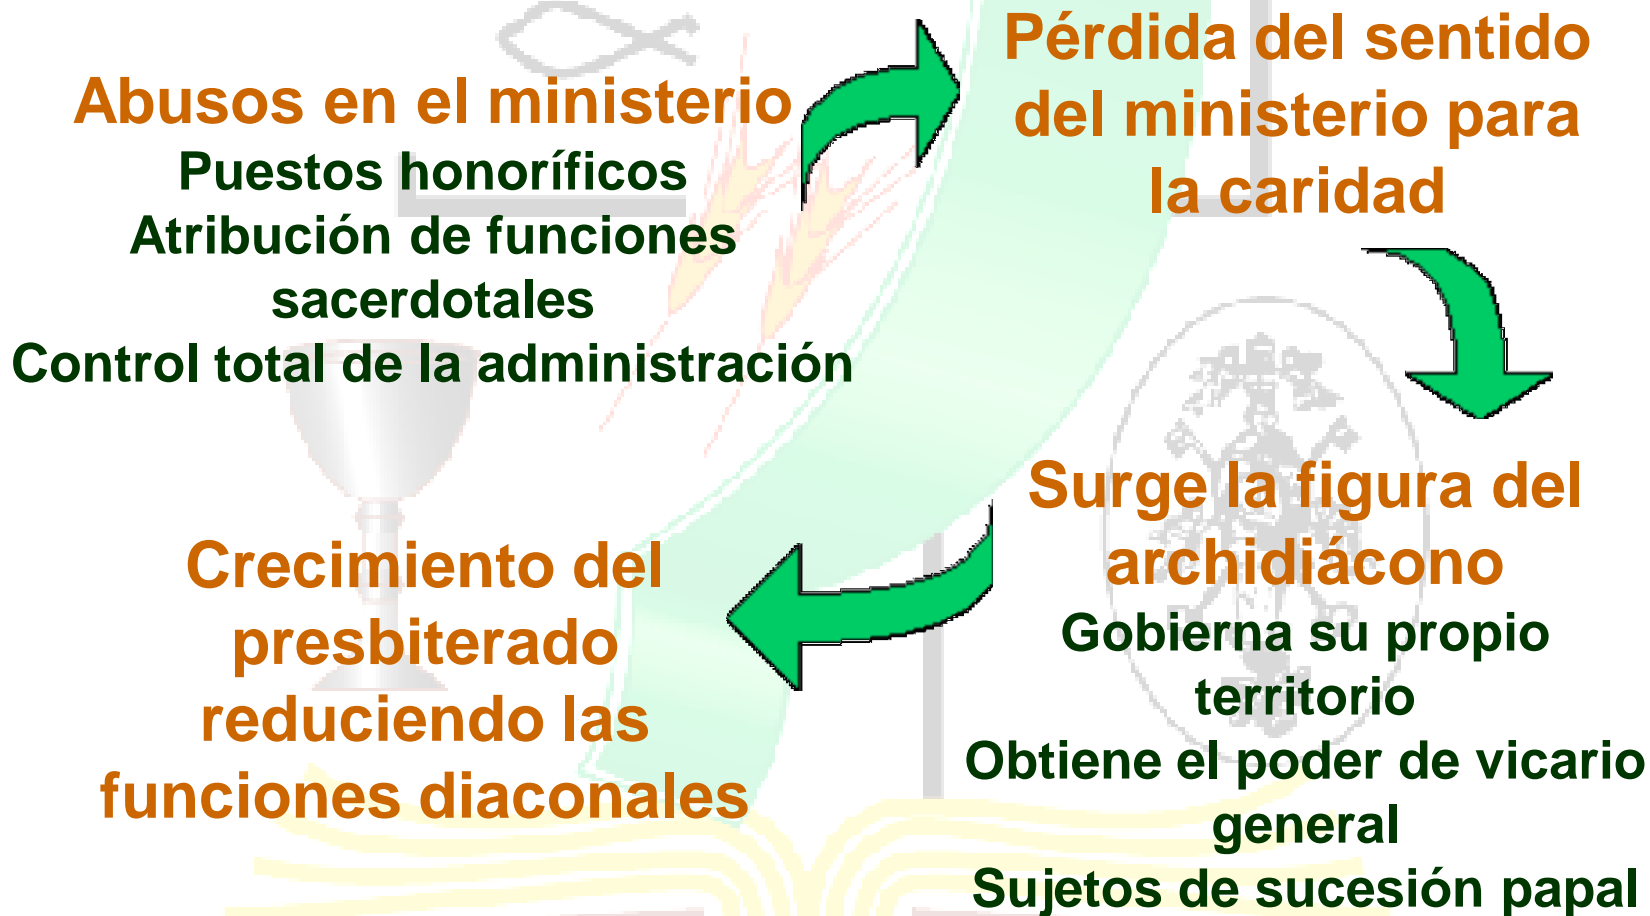 Abusos en el ministerio
Puestos honoríficos
Atribución de funciones
sacerdotales
Control total de la administración
Pérdida del sentido
del ministerio para
la caridad
Surge la figura del
archidiácono
Gobierna su propio
territorio
Obtiene el poder de vicario
general
Sujetos de sucesión papal
Crecimiento del
presbiterado
reduciendo las
funciones diaconales